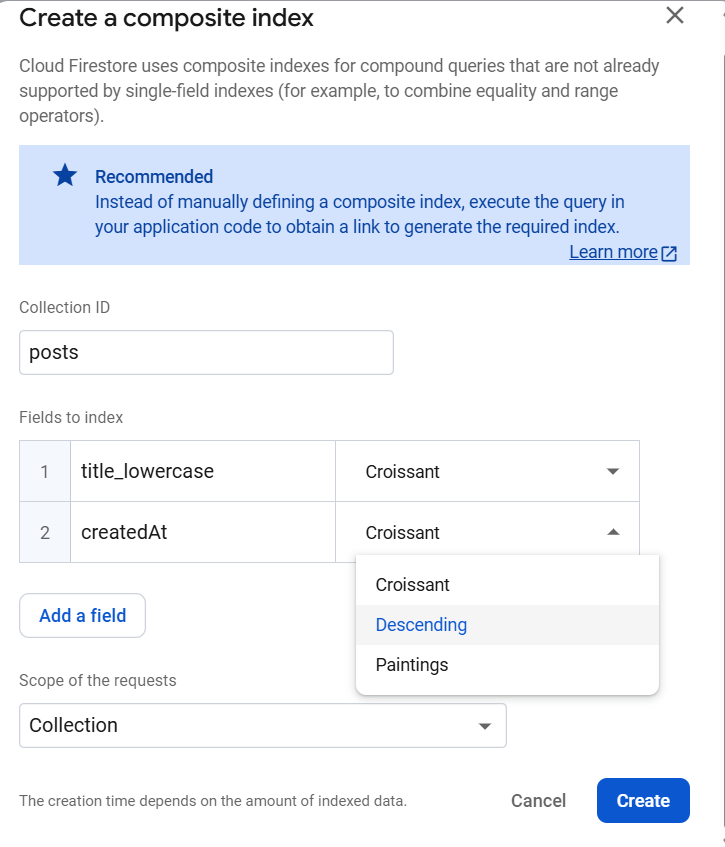 Create a composite index
Cloud Firestore uses composite indexes for compound queries that are not already
supported by single-field indexes (for example, to combine equality and range
operators).
Recommended
Instead of manually defining a composite index, execute the query in
your application code to obtain a link to generate the required index.
Learn more
Collection ID
posts
Fields to index
1 title_lowercase Croissant
2 createdAt Croissant
Croissant
Descending
Paintings
Add a field
Scope of the requests
Collection
The creation time depends on the amount of indexed data.
Cancel
Create